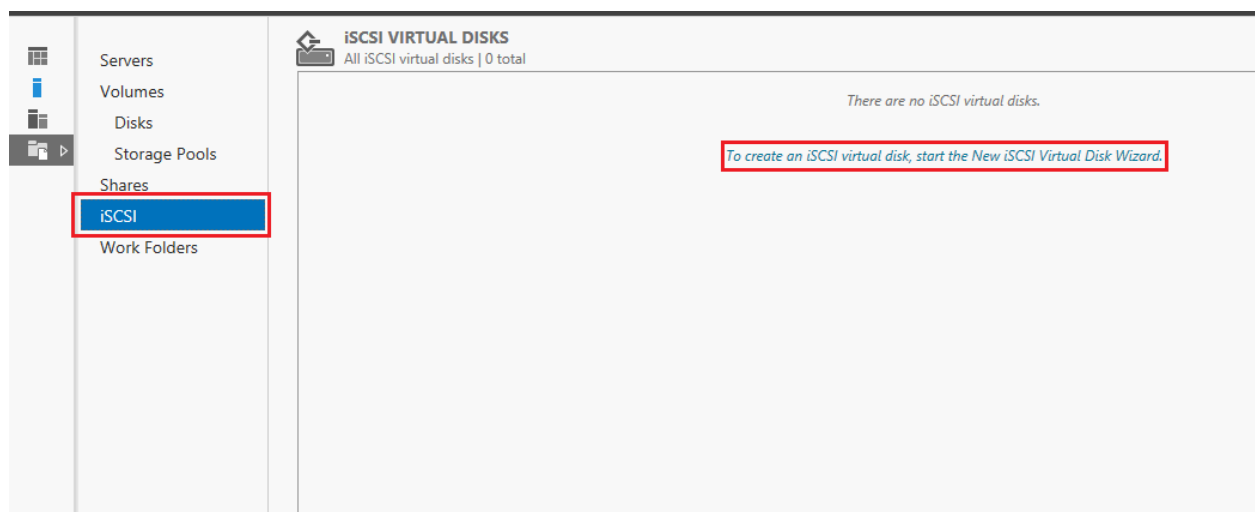 Servers
Volumes
Disks
Storage Pools
Shares
iSCSI
Work Folders
iSCSI VIRTUAL DISKS
All iSCSI virtual disks | 0 total
There are no iSCSI virtual disks.
To create an iSCSI virtual disk, start the New iSCSI Virtual Disk Wizard.